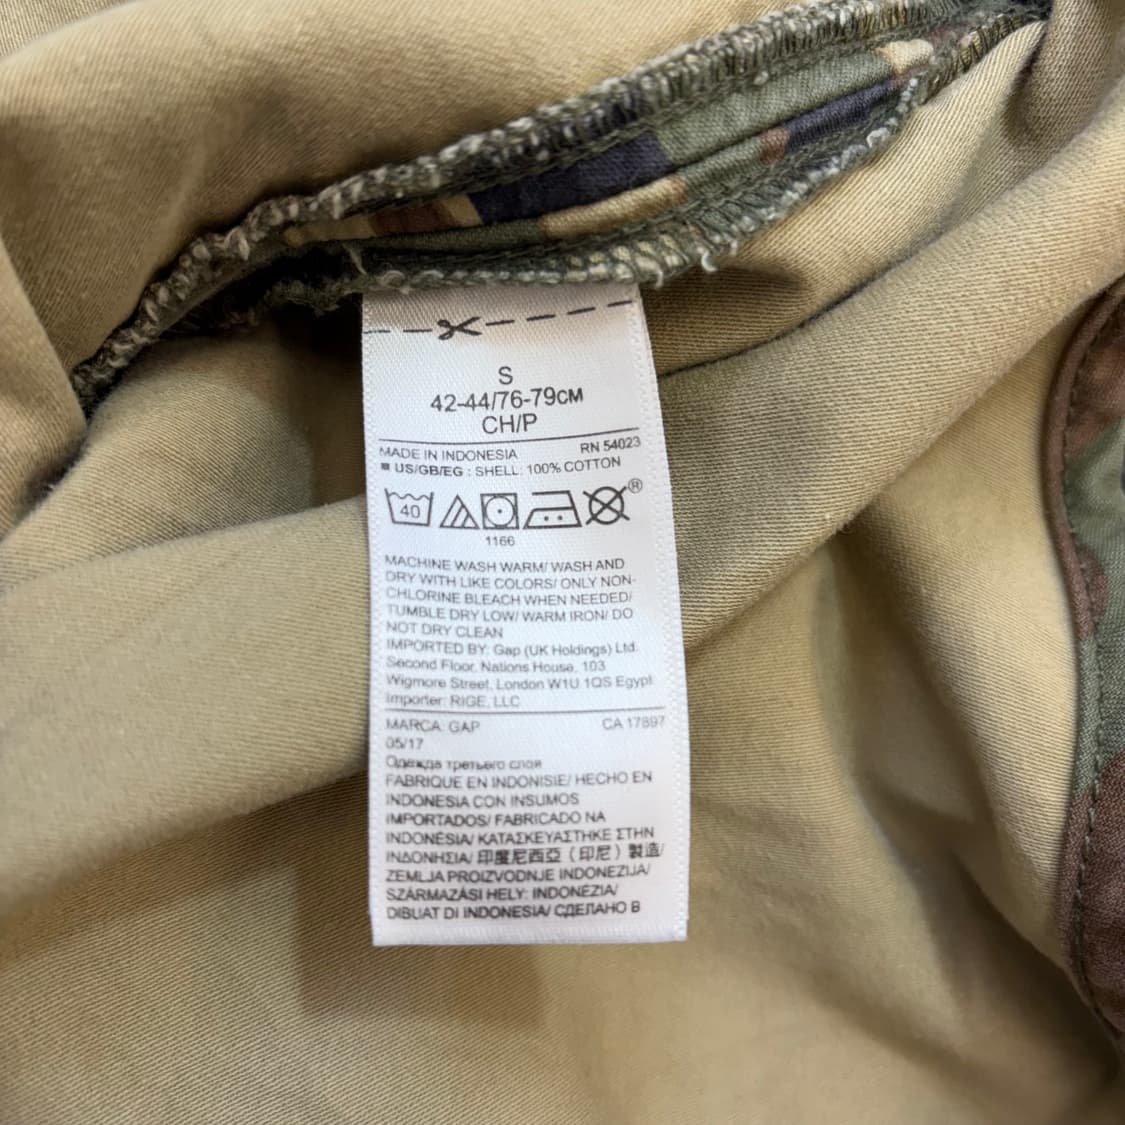 S
42-44/76-79CM
CH/P
MADE IN INDONESIA RN 54023
■ US/GB/EG : SHELL: 100% COTTON
40 ®
1166
MACHINE WASH WARM/ WASH AND
DRY WITH LIKE COLORS/ ONLY NON-
CHLORINE BLEACH WHEN NEEDED/
TUMBLE DRY LOW/ WARM IRON/ DO
NOT DRY CLEAN
IMPORTED BY: Gap (UK Holdings) Ltd.
Second Floor, Nations House, 103
Wigmore Street, London W1U 1QS Egypt
Importer: RIGE, LLC
MARCA: GAP CA 17897
05/17
Одежда третьего слоя
FABRIQUE EN INDONISIE/ HECHO EN
INDONESIA CON INSUMOS
IMPORTADOS/ FABRICADO NA
INDONÉSIA/ ΚΑΤΑΣΚΕΥΑΣΤΗΚΕ ΣΤΗΝ
ΙΝΔΟΝΗΣΙΑ/ 印度尼西亞（印尼）製造/
ZEMLJA PROIZVODNJE INDONEZIJA/
SZÁRMAZÁSI HELY: INDONÉZIA/
DIBUAT DI INDONESIA/ СДЕЛАНО В